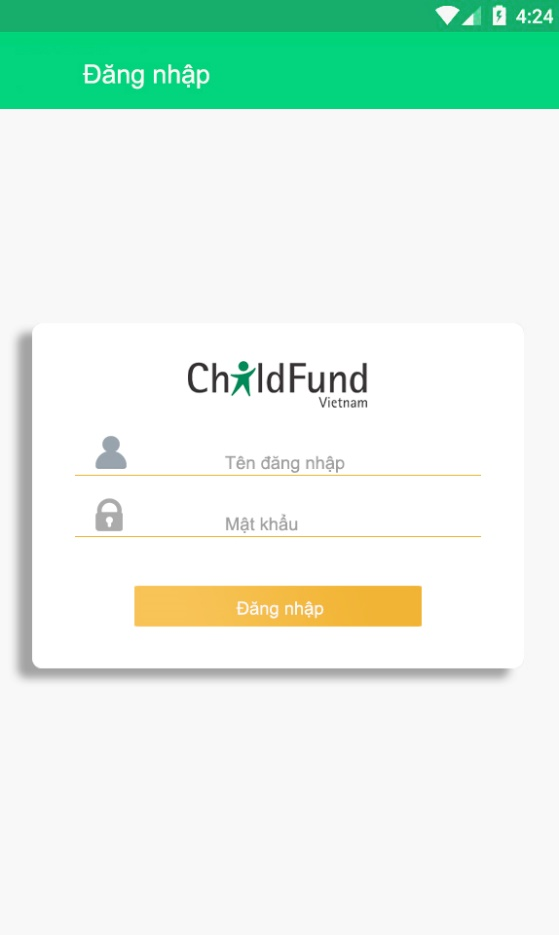 4:24
Đăng nhập
ChildFund
Vietnam
Tên đăng nhập
Mật khẩu
Đăng nhập